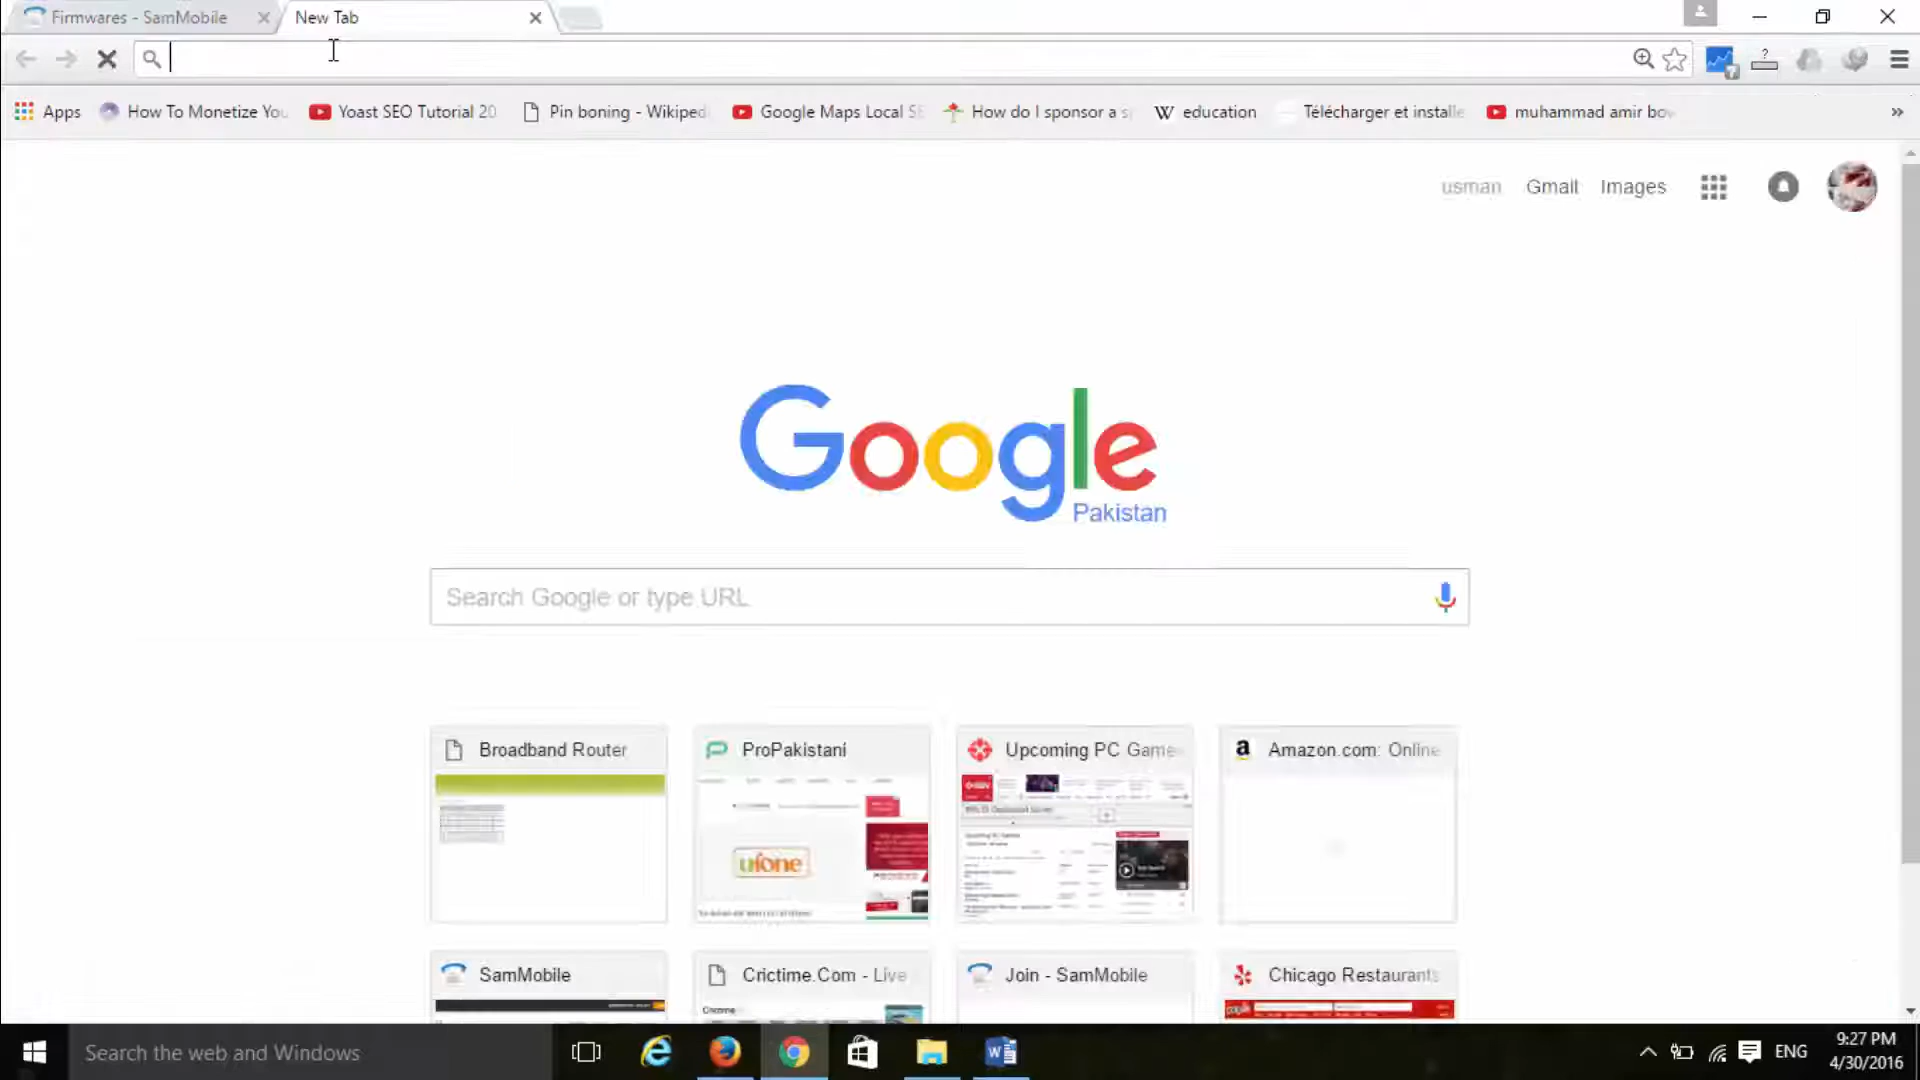 Firmwares - SamMobile
New Tab
Apps
How To Monetize You
Yoast SEO Tutorial 20
Pin boning - Wikiped
Google Maps Local SE
How do I sponsor a s
W education
Télécharger et installe
muhammad amir bow
usman Gmail Images
Google
Pakistan
Search Google or type URL
Broadband Router
ProPakistani
Upcoming PC Game
a Amazon.com: Online
ufone
SamMobile
Crictime.Com - Live
Join - SamMobile
Chicago Restaurants
Crictime
Search the web and Windows
ENG
9:27 PM
4/30/2016